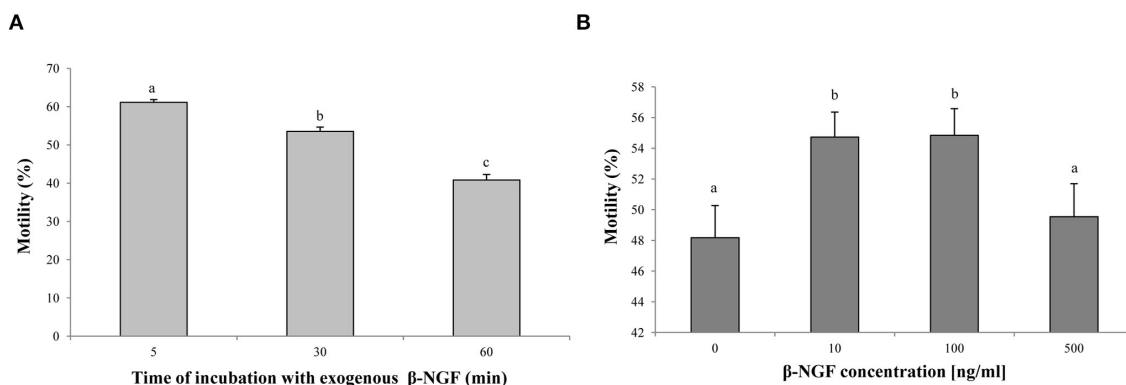 A
70
60
50
40
30
20
10
0
Motility (%)
a
b
c
5 30 60
Time of incubation with exogenous β-NGF (min)
B
58
56
54
52
50
48
46
44
42
Motility (%)
a
b
b
a
0 10 100 500
β-NGF concentration [ng/ml]